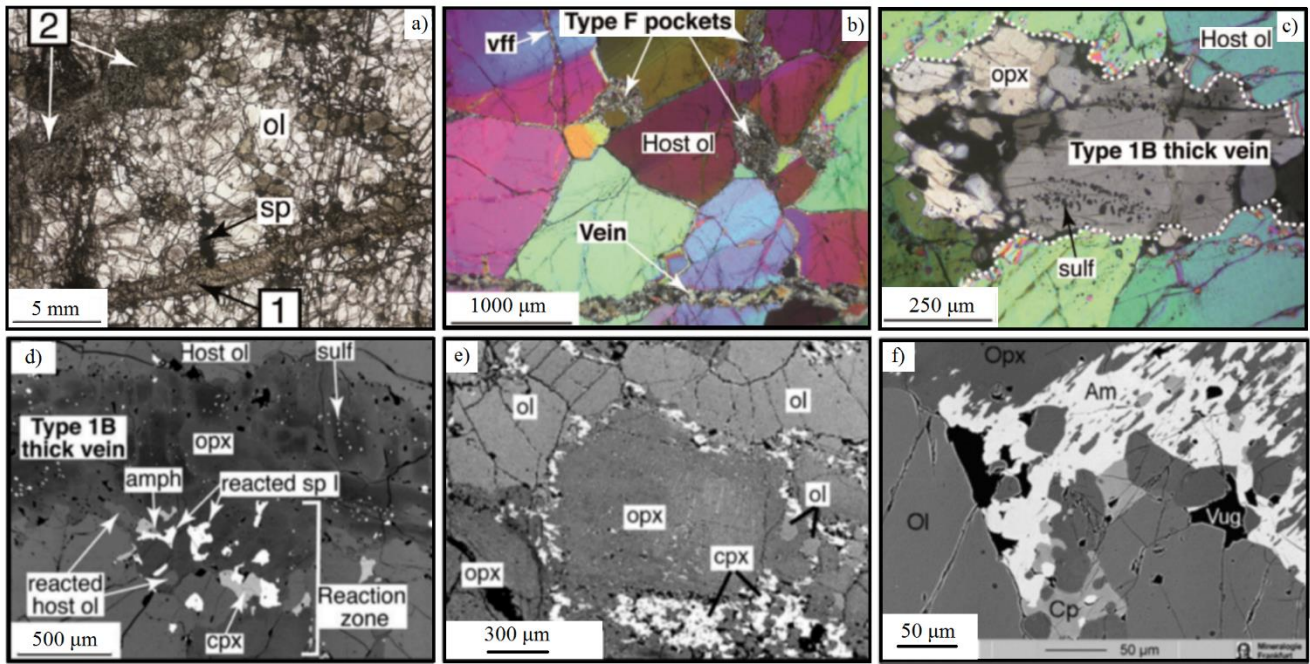 a)
2
ol
sp
1
5 mm
b)
Type F pockets
vff
Host ol
Vein
1000 μm
c)
Host ol
opx
Type 1B thick vein
sulf
250 μm
d)
Host ol
sulf
Type 1B
thick vein
opx
amph
reacted sp I
reacted
host ol
Reaction
zone
cpx
500 μm
e)
ol
ol
opx
ol
cpx
opx
300 μm
f)
Opx
Am
Ol
Vug
Cp
50 μm
50 μm
Mineralogie
Frankfurt